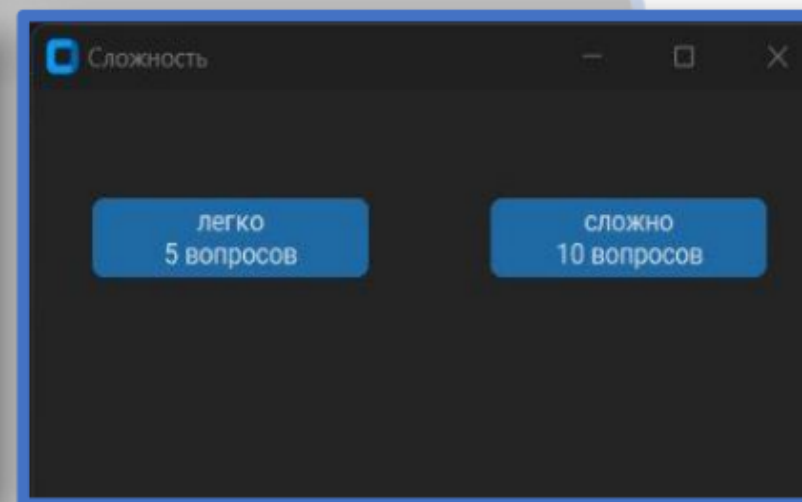 Сложность
легко
5 вопросов
сложно
10 вопросов